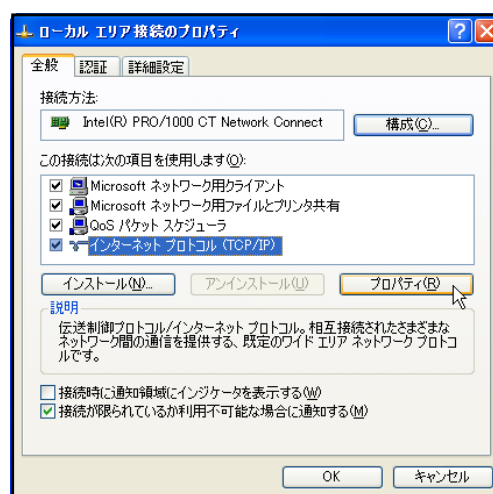 ローカル エリア接続のプロパティ
全般 認証 詳細設定
接続方法:
Intel(R) PRO/1000 CT Network Connect 構成(C)...
この接続は次の項目を使用します(O):
Microsoft ネットワーク用クライアント
Microsoft ネットワーク用ファイルとプリンタ共有
QoS パケット スケジューラ
インターネット プロトコル (TCP/IP)
インストール(N)... アンインストール(U) プロパティ(R)
説明
伝送制御プロトコル/インターネット プロトコル。相互接続されたさまざまな
ネットワーク間の通信を提供する、既定のワイド エリア ネットワーク プロトコ
ルです。
接続時に通知領域にインジケータを表示する(W)
接続が限られているか利用不可能な場合に通知する(M)
OK キャンセル